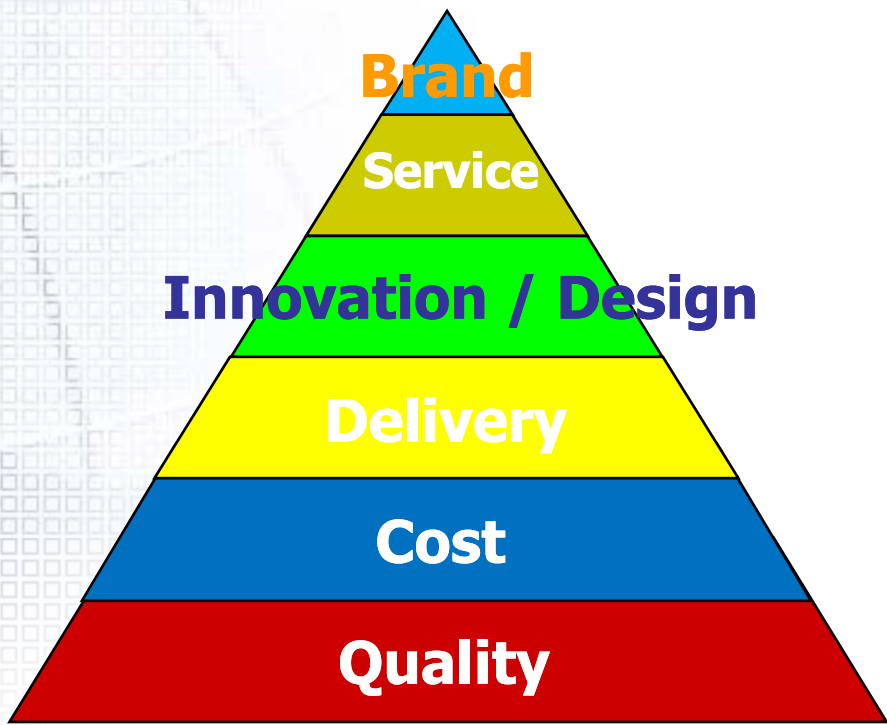 Brand
Service
Innovation / Design
Delivery
Cost
Quality